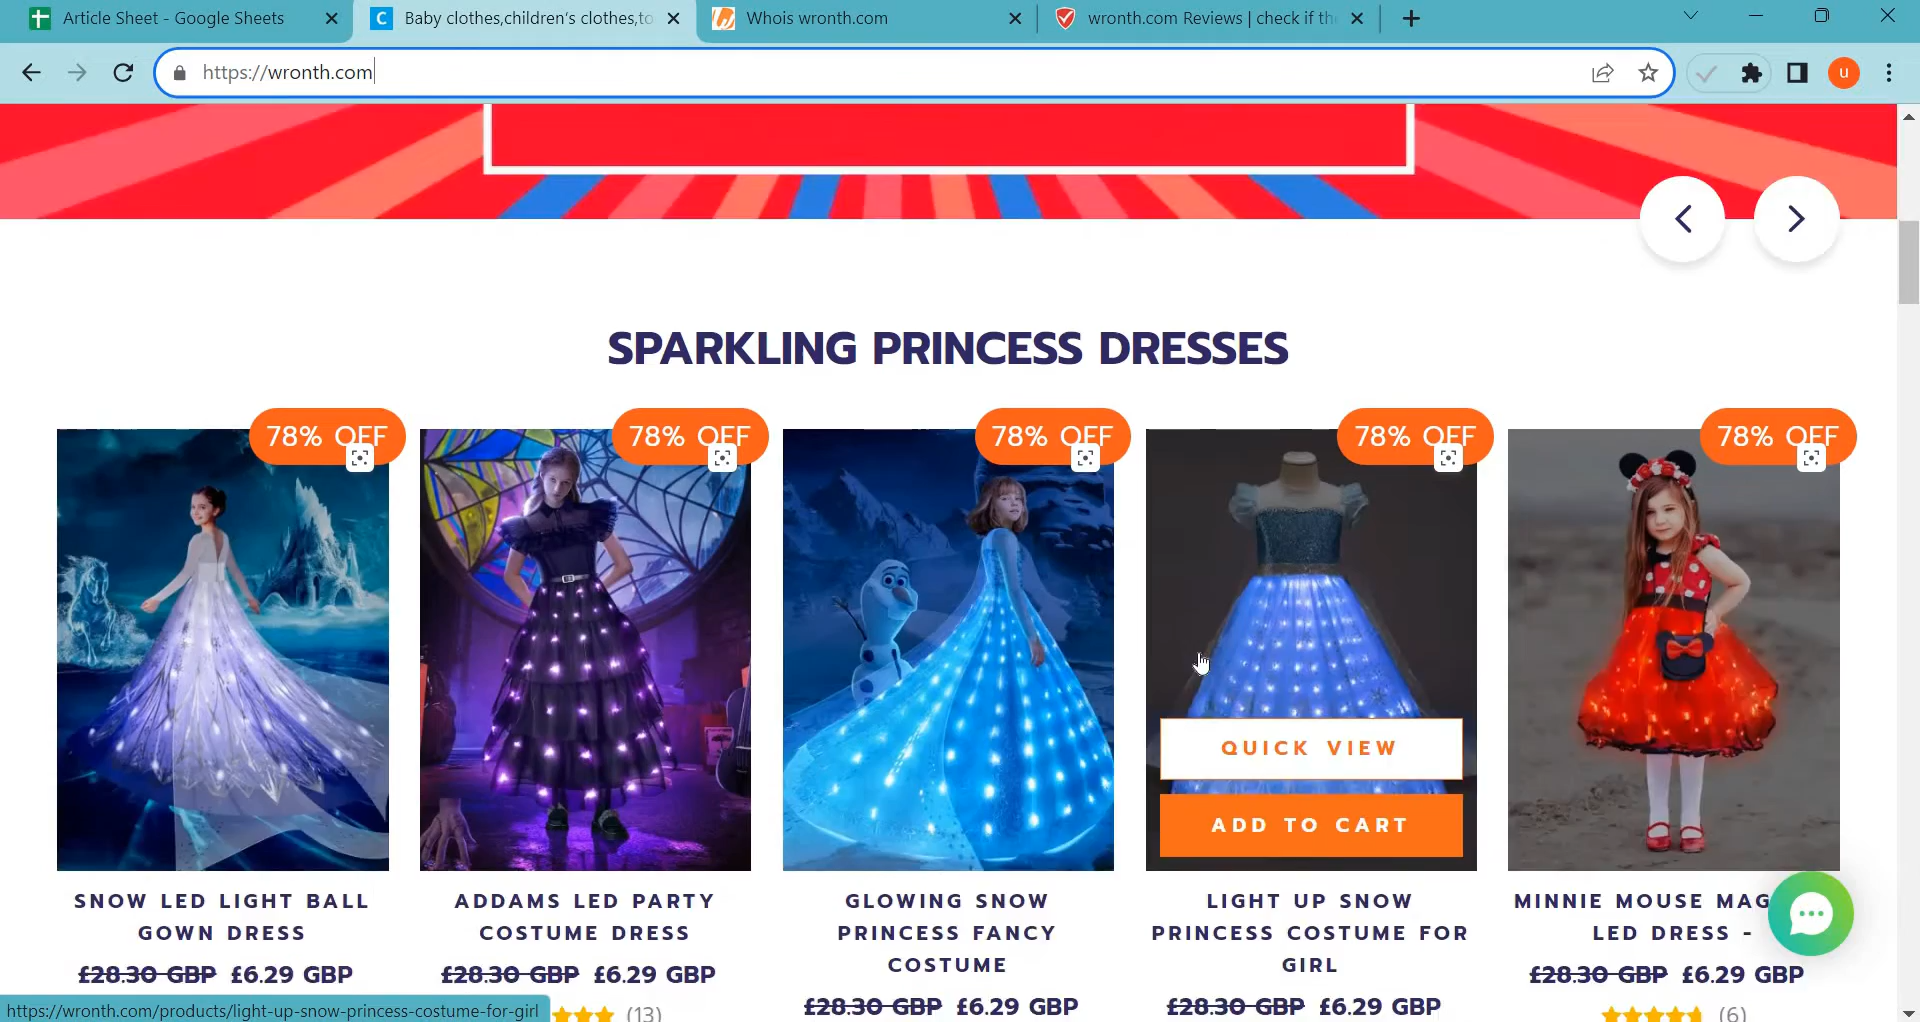 Article Sheet - Google Sheets
Baby clothes,children's clothes,to
Whois wronth.com
wronth.com Reviews | check if the
https://wronth.com
u
SPARKLING PRINCESS DRESSES
78% OFF
78% OFF
78% OFF
78% OFF
78% OFF
QUICK VIEW
ADD TO CART
SNOW LED LIGHT BALL
GOWN DRESS
£28.30 GBP £6.29 GBP
ADDAMS LED PARTY
COSTUME DRESS
£28.30 GBP £6.29 GBP
(13)
GLOWING SNOW
PRINCESS FANCY
COSTUME
£28.30 GBP £6.29 GBP
LIGHT UP SNOW
PRINCESS COSTUME FOR
GIRL
£28.30 GBP £6.29 GBP
MINNIE MOUSE MAG
LED DRESS -
£28.30 GBP £6.29 GBP
(6)
https://wronth.com/products/light-up-snow-princess-costume-for-girl